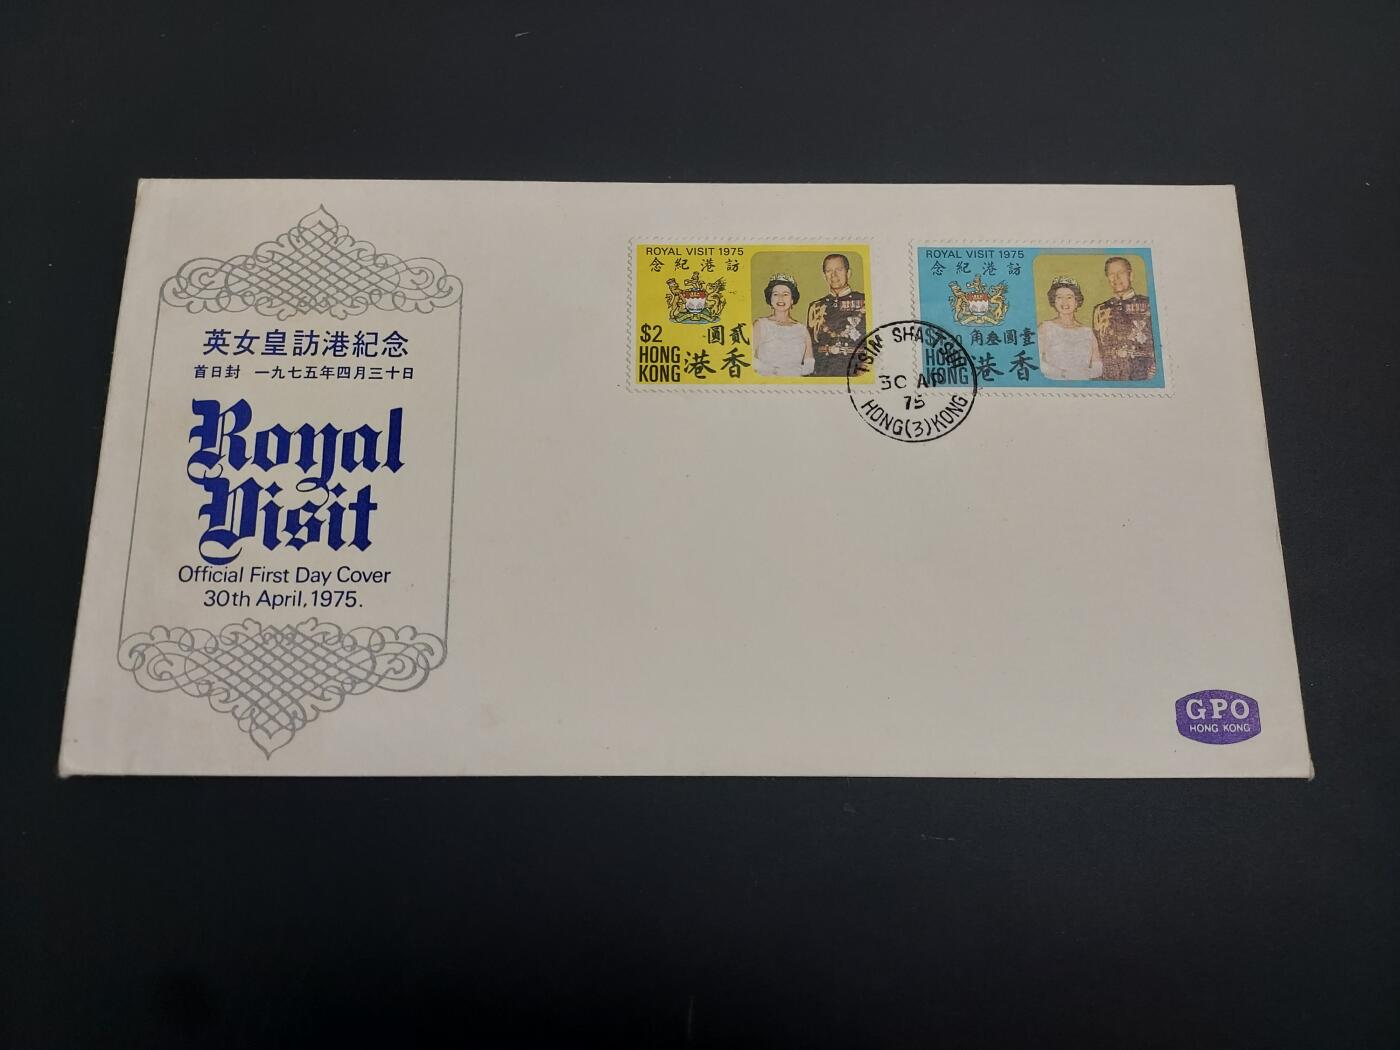 英女皇訪港紀念
首日封 一九七五年四月三十日
Royal
Visit
Official First Day Cover
30th April, 1975.
ROYAL VISIT 1975
念紀港訪
$2 圓貳
HONG
KONG 港香
ROYAL VISIT 1975
念紀港訪
角叁圓壹
HONG
KONG 港香
TSIM SHA TSUI
30 AP
75
HONG (3) KONG
GPO
HONG KONG